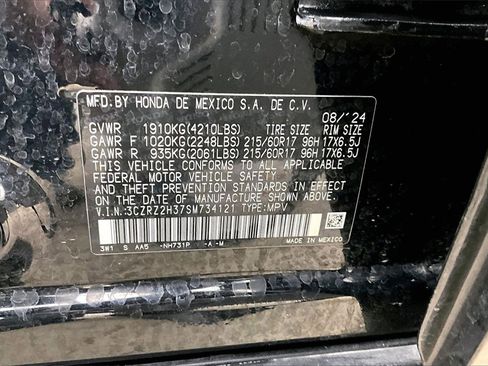 MFD. BY HONDA DE MEXICO S.A. DE C.V.
08/'24
GVWR 1910KG(4210LBS) TIRE SIZE RIM SIZE
GAWR F 1020KG(2248LBS) 215/60R17 96H 17X6.5J
GAWR R 935KG(2061LBS) 215/60R17 96H 17X6.5J
THIS VEHICLE CONFORMS TO ALL APPLICABLE
FEDERAL MOTOR VEHICLE SAFETY
AND THEFT PREVENTION STANDARDS IN EFFECT
ON THE DATE OF MANUFACTURE SHOWN ABOVE.
V.I.N.:3CZRZ2H37SM734121 TYPE:MPV
3W1 S AA5 -NH731P -A-M MADE IN MEXICO